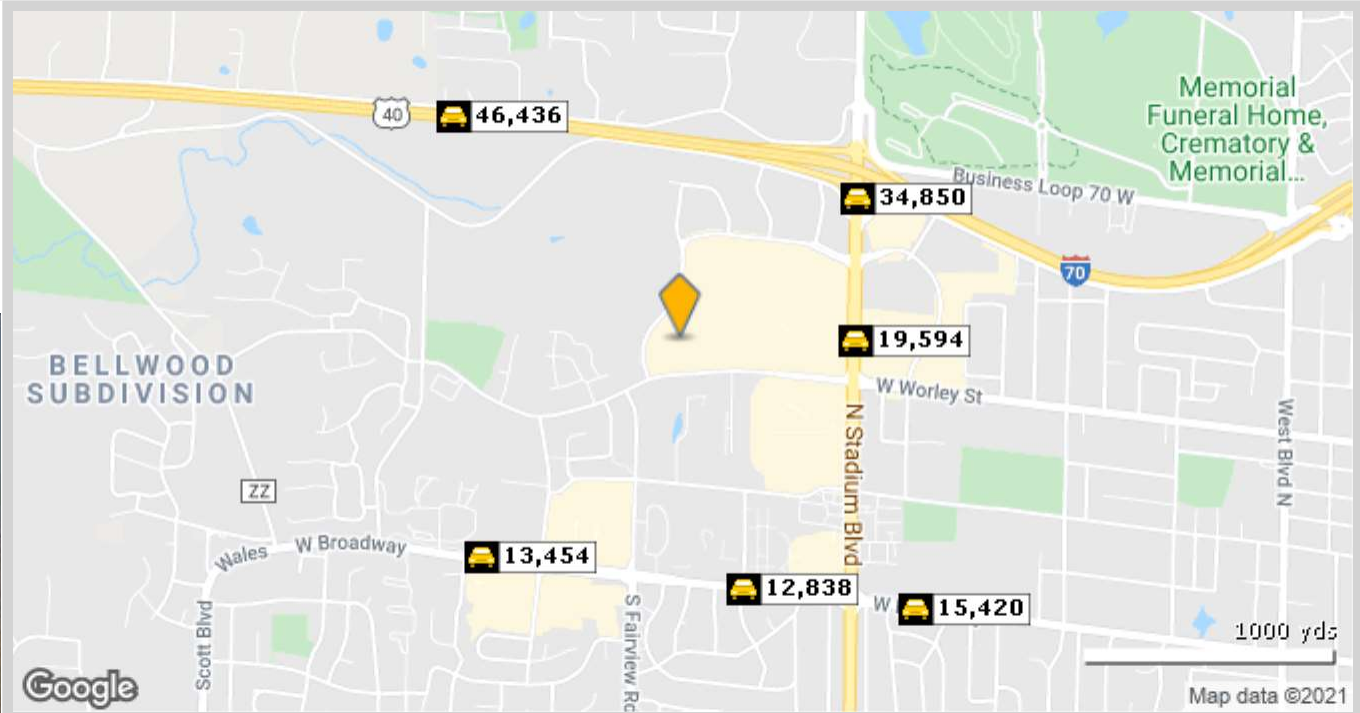 Memorial
Funeral Home,
Crematory &
Memorial...
40
46,436
Business Loop 70 W
34,850
70
19,594
BELLWOOD
SUBDIVISION
W Worley St
West Blvd N
N Stadium Blvd
ZZ
W Broadway
Wales
13,454
12,838
W
15,420
S Fairview Rd
Scott Blvd
1000 yds
Google
Map data ©2021